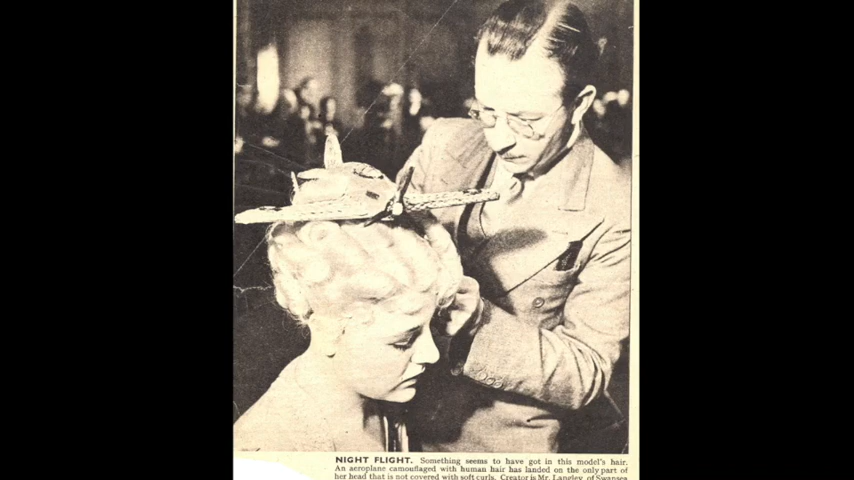 NIGHT FLIGHT. Something seems to have got in this model's hair.
An aeroplane camouflaged with human hair has landed on the only part of
her head that is not covered with soft curls. Creator is Mr. Langley, of Swansea